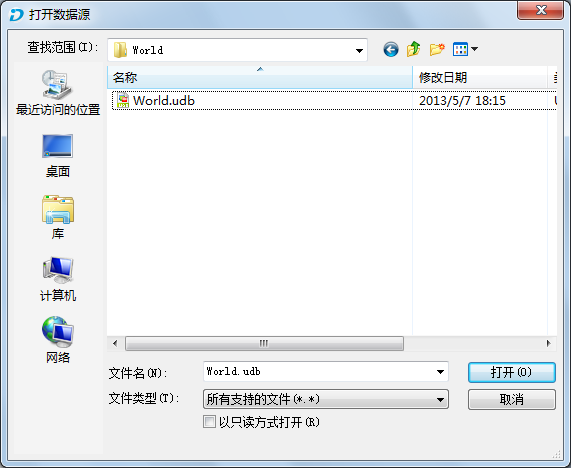 打开数据源
查找范围(I):
World
名称
修改日期
World.udb
2013/5/7 18:15
最近访问的位置
桌面
库
计算机
网络
文件名(N):
World.udb
打开(O)
文件类型(T):
所有支持的文件(*.*)
取消
以只读方式打开(R)